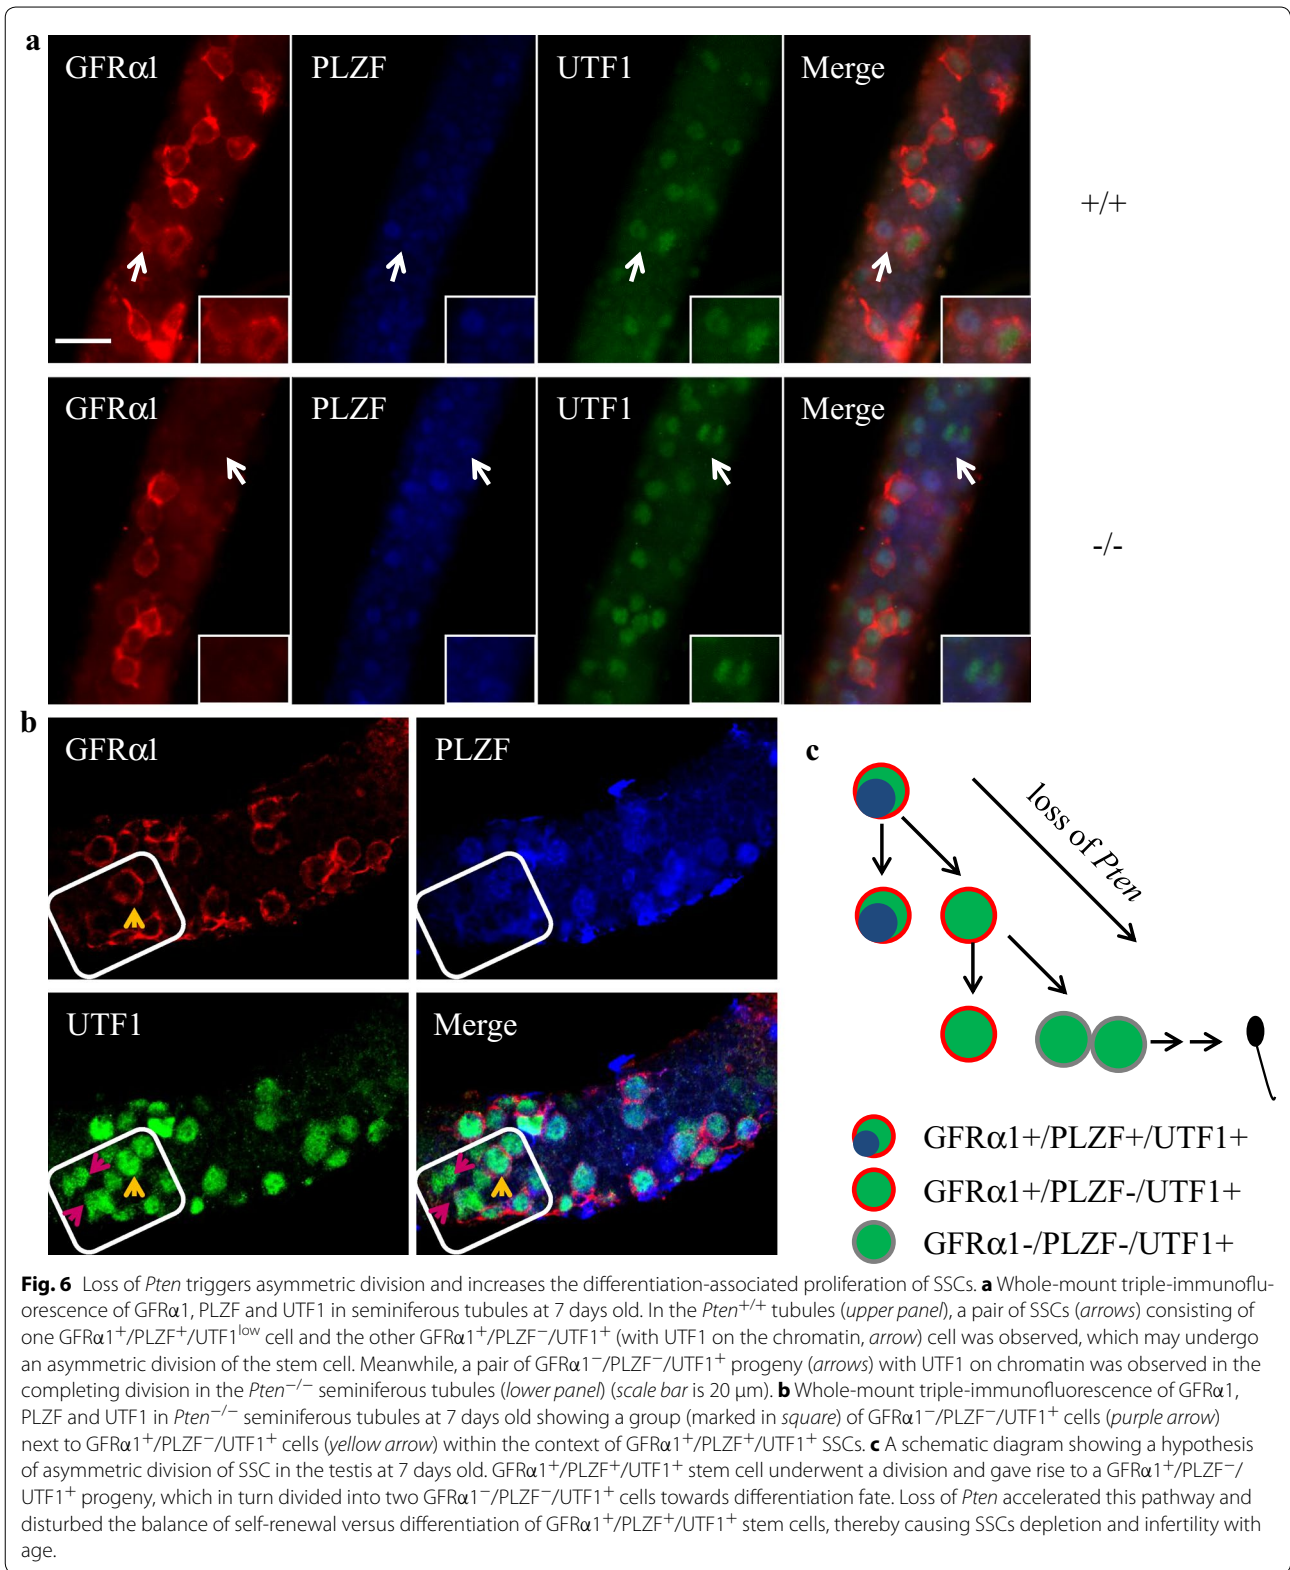 a
GFRα1 PLZF UTF1 Merge
+/+
GFRα1 PLZF UTF1 Merge
-/-
b
GFRα1 PLZF
UTF1 Merge
c
loss of Pten
GFRα1+/PLZF+/UTF1+
GFRα1+/PLZF-/UTF1+
GFRα1-/PLZF-/UTF1+
Fig. 6 Loss of Pten triggers asymmetric division and increases the differentiation-associated proliferation of SSCs. a Whole-mount triple-immunoflu-
orescence of GFRα1, PLZF and UTF1 in seminiferous tubules at 7 days old. In the Pten+/+ tubules (upper panel), a pair of SSCs (arrows) consisting of
one GFRα1+/PLZF+/UTF1low cell and the other GFRα1+/PLZF−/UTF1+ (with UTF1 on the chromatin, arrow) cell was observed, which may undergo
an asymmetric division of the stem cell. Meanwhile, a pair of GFRα1−/PLZF−/UTF1+ progeny (arrows) with UTF1 on chromatin was observed in the
completing division in the Pten−/− seminiferous tubules (lower panel) (scale bar is 20 μm). b Whole-mount triple-immunofluorescence of GFRα1,
PLZF and UTF1 in Pten−/− seminiferous tubules at 7 days old showing a group (marked in square) of GFRα1−/PLZF−/UTF1+ cells (purple arrow)
next to GFRα1+/PLZF−/UTF1+ cells (yellow arrow) within the context of GFRα1+/PLZF+/UTF1+ SSCs. c A schematic diagram showing a hypothesis
of asymmetric division of SSC in the testis at 7 days old. GFRα1+/PLZF+/UTF1+ stem cell underwent a division and gave rise to a GFRα1+/PLZF−/
UTF1+ progeny, which in turn divided into two GFRα1−/PLZF−/UTF1+ cells towards differentiation fate. Loss of Pten accelerated this pathway and
disturbed the balance of self-renewal versus differentiation of GFRα1+/PLZF+/UTF1+ stem cells, thereby causing SSCs depletion and infertility with
age.